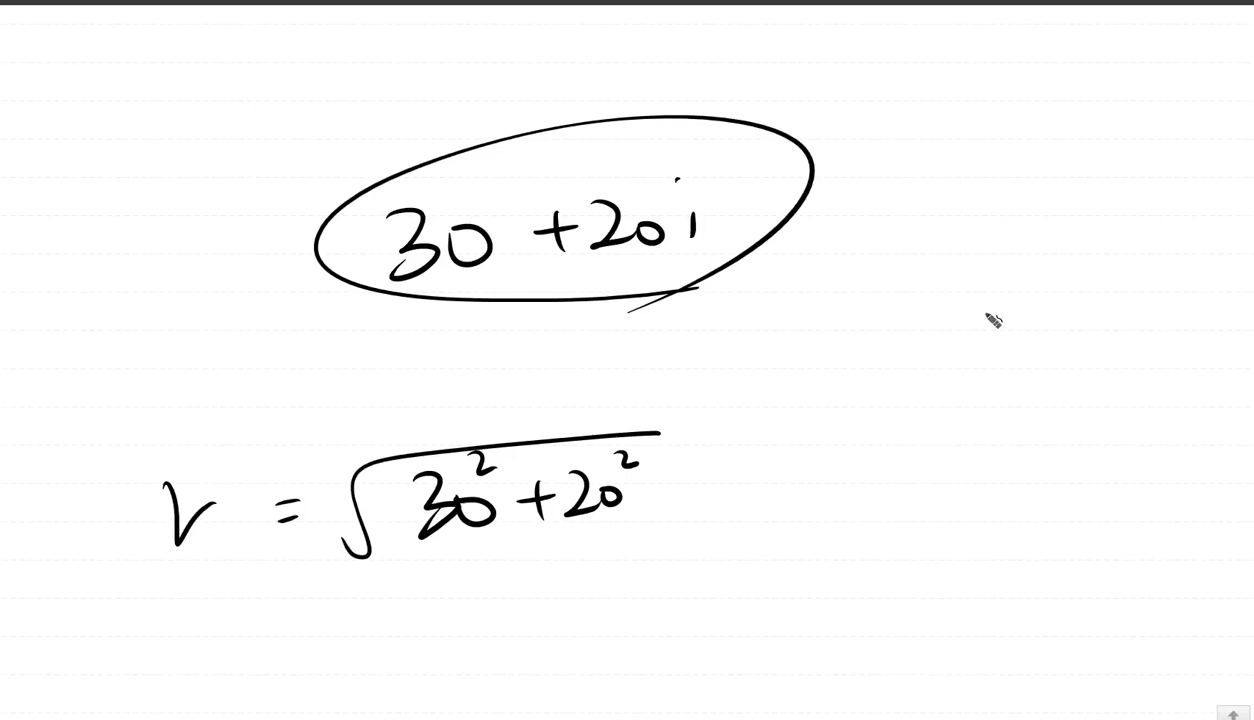 30 + 20i
r = √(30² + 20²)